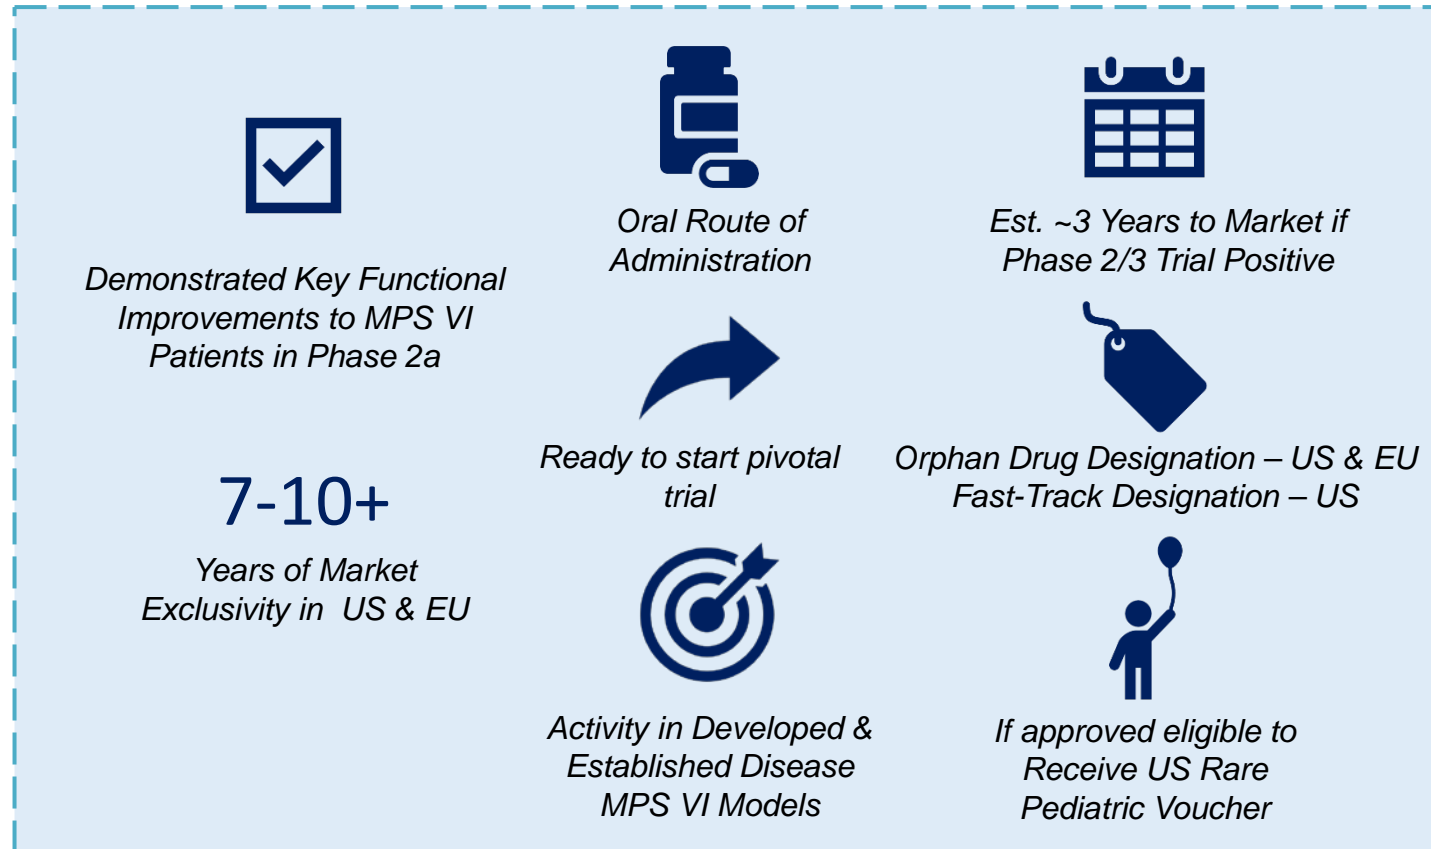 Demonstrated Key Functional
Improvements to MPS VI
Patients in Phase 2a
7-10+
Years of Market
Exclusivity in US & EU
Oral Route of
Administration
Ready to start pivotal
trial
Activity in Developed &
Established Disease
MPS VI Models
Est. ~3 Years to Market if
Phase 2/3 Trial Positive
Orphan Drug Designation – US & EU
Fast-Track Designation – US
If approved eligible to
Receive US Rare
Pediatric Voucher